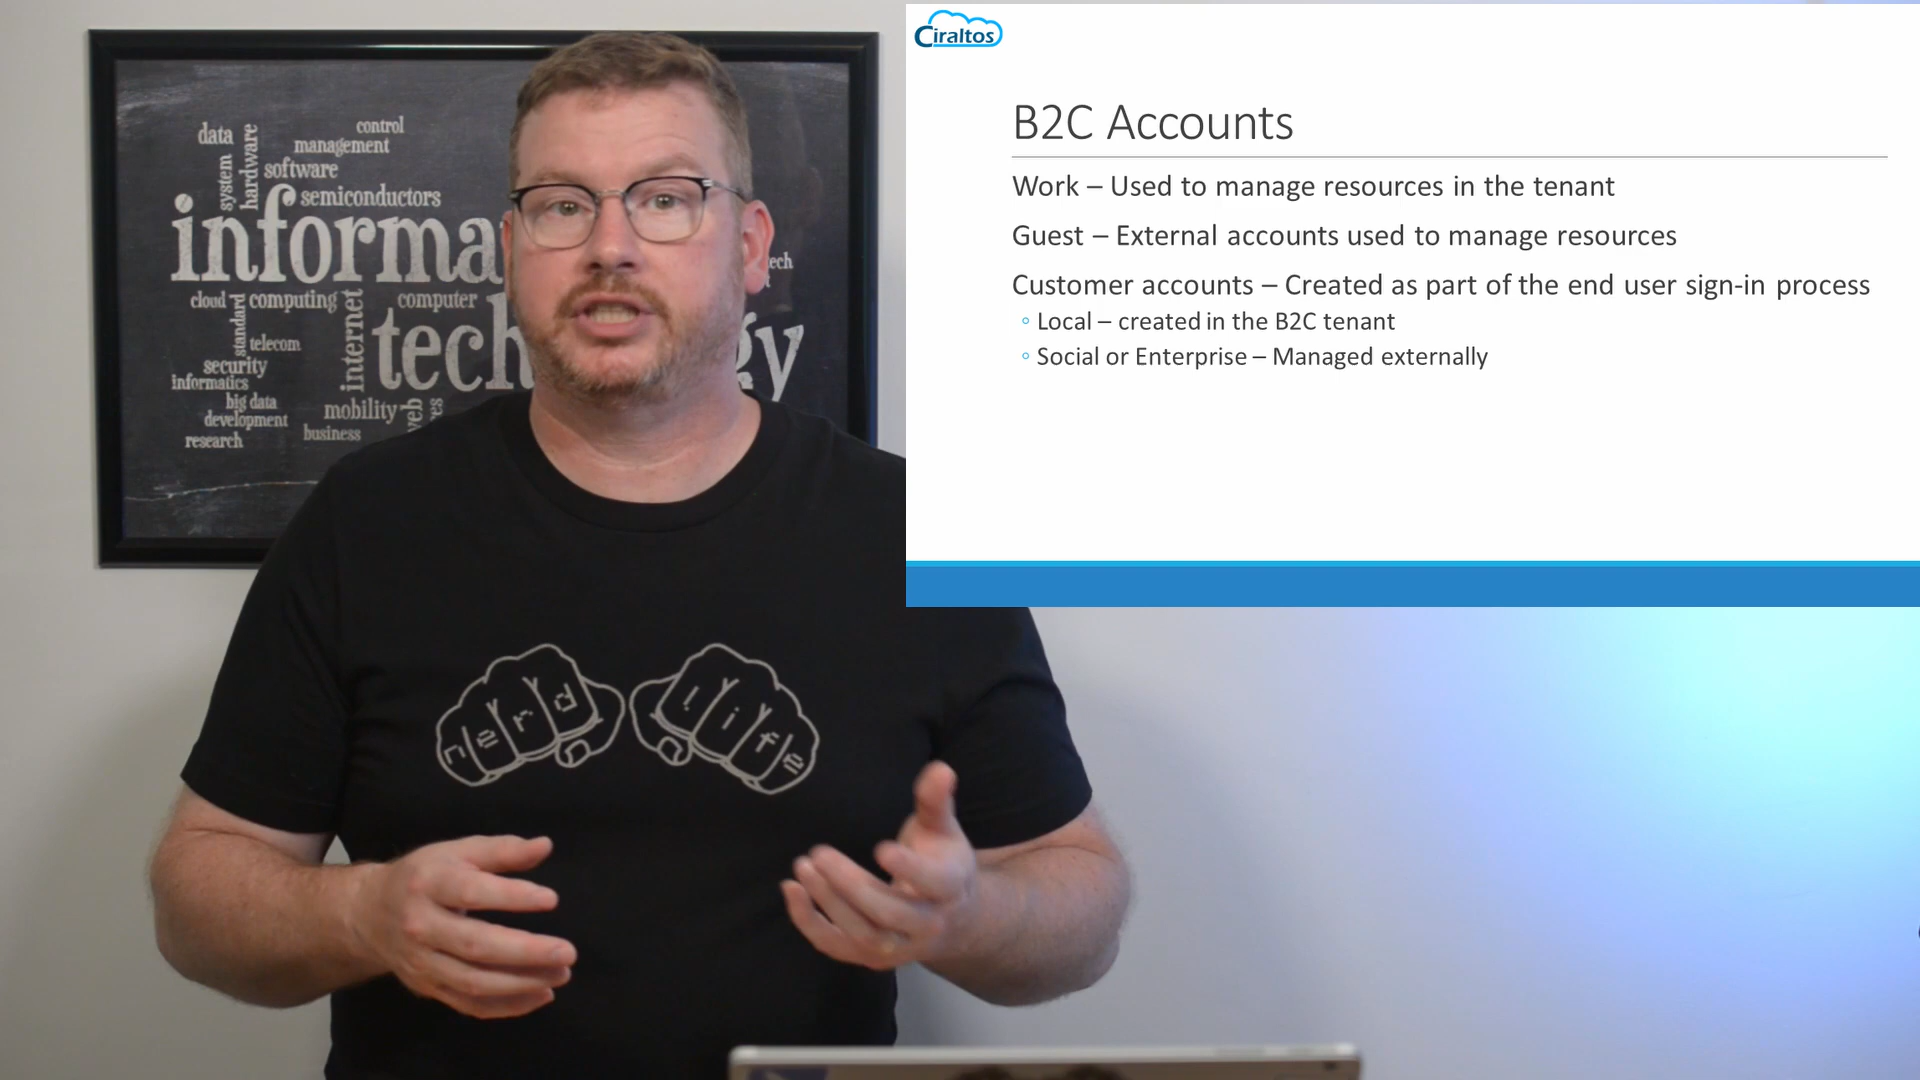 Ciraltos
B2C Accounts
Work – Used to manage resources in the tenant
Guest – External accounts used to manage resources
Customer accounts – Created as part of the end user sign-in process
Local – created in the B2C tenant
Social or Enterprise – Managed externally
data
control
management
system
hardware
software
semiconductors
informa
ech
cloud
computing
computer
standard
internet
tech
gy
telecom
security
informatics
big data
mobility
web
development
business
research
nerd life